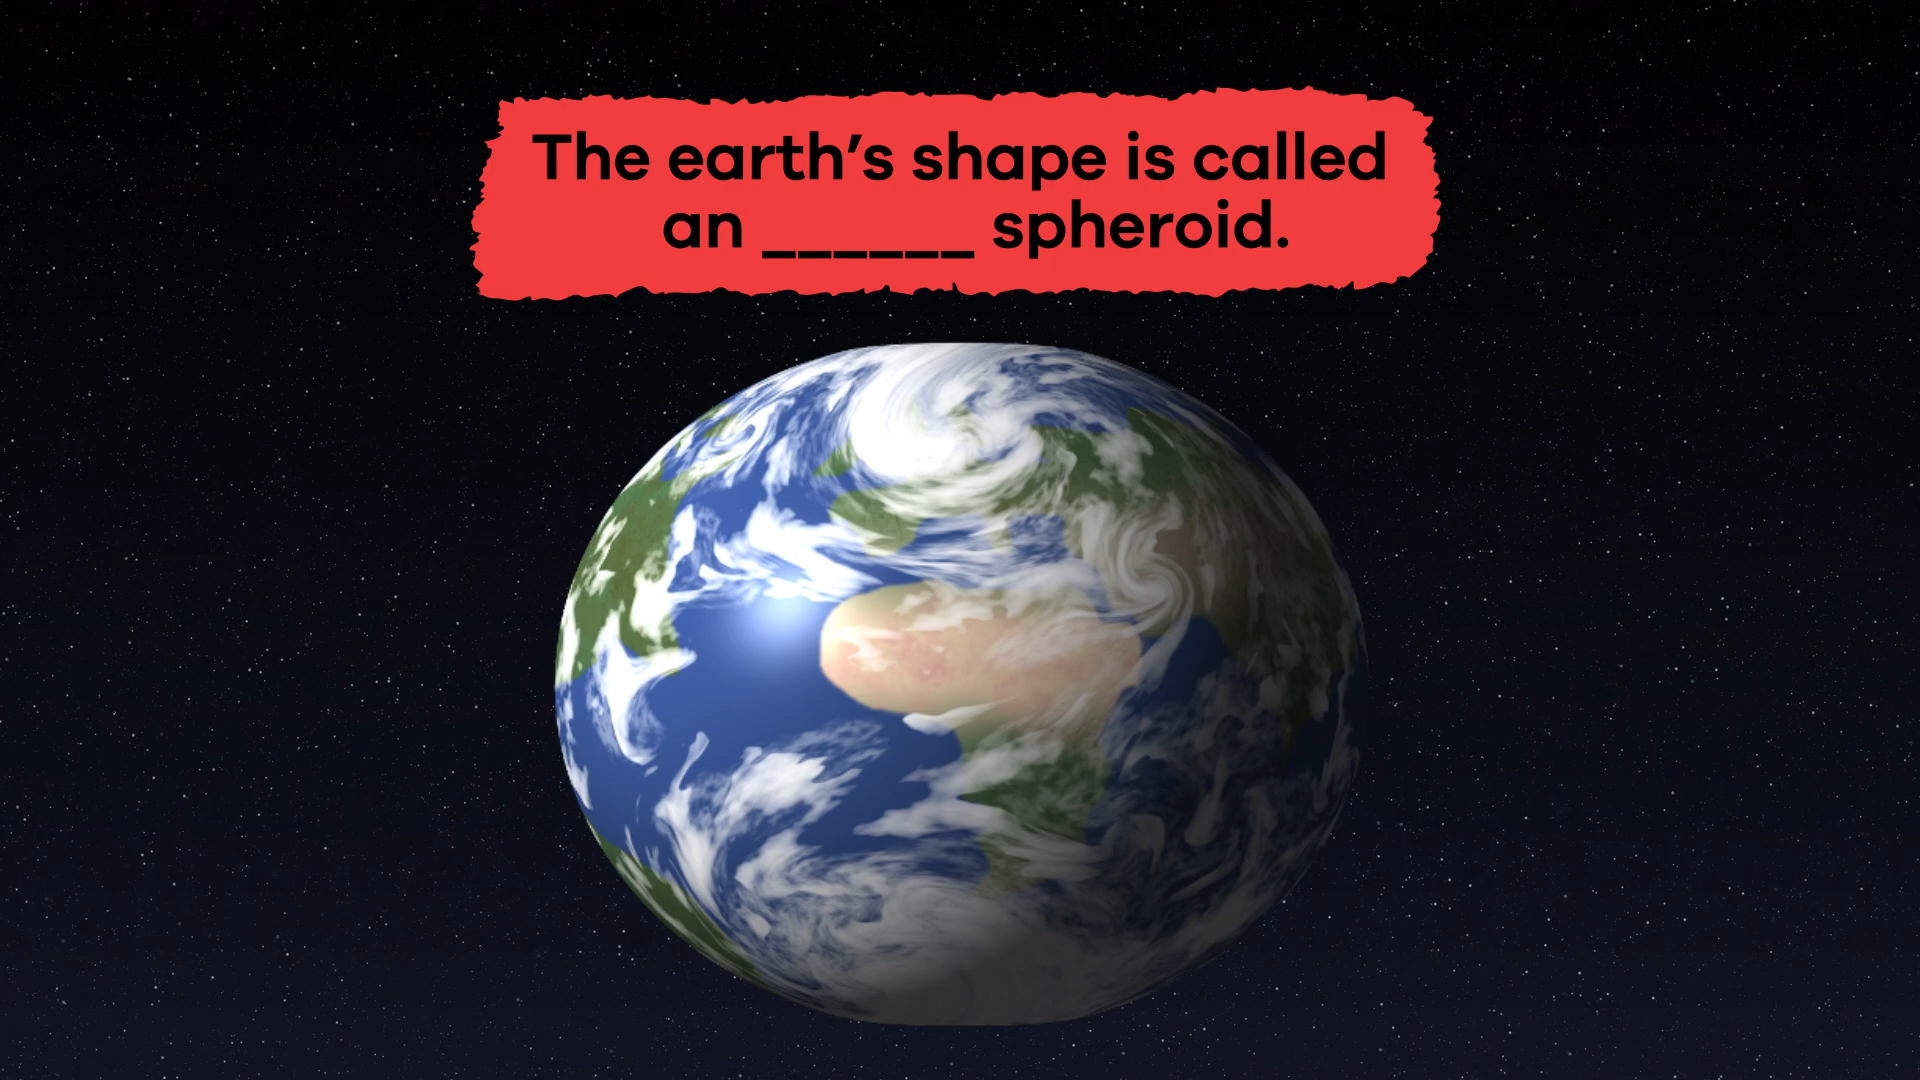 The earth’s shape is called
an ______ spheroid.